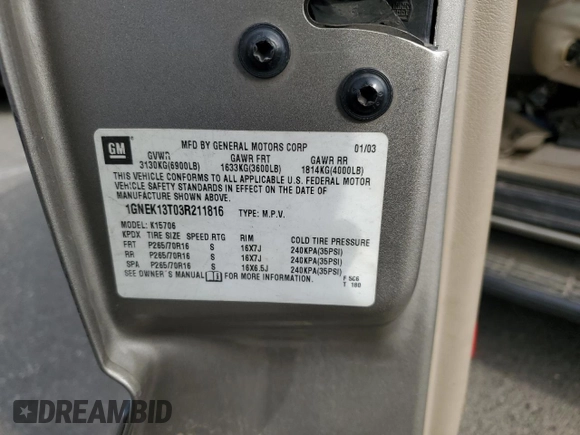 GM
MFD BY GENERAL MOTORS CORP 01/03
GVWR GAWR FRT GAWR RR
3130KG(6900LB) 1633KG(3600LB) 1814KG(4000LB)
THIS VEHICLE CONFORMS TO ALL APPLICABLE U.S. FEDERAL MOTOR
VEHICLE SAFETY STANDARDS IN EFFECT ON THE DATE OF
MANUFACTURE SHOWN ABOVE.
1GNEK13T03R211816 TYPE: M.P.V.
MODEL: K15706
KPDX TIRE SIZE SPEED RTG RIM COLD TIRE PRESSURE
FRT P265/70R16 S 16X7J 240KPA(35PSI)
RR P265/70R16 S 16X7J 240KPA(35PSI)
SPA P265/70R16 S 16X6.5J 240KPA(35PSI)
SEE OWNER'S MANUAL FOR MORE INFORMATION.
F 5C6
T 180
DREAMBID